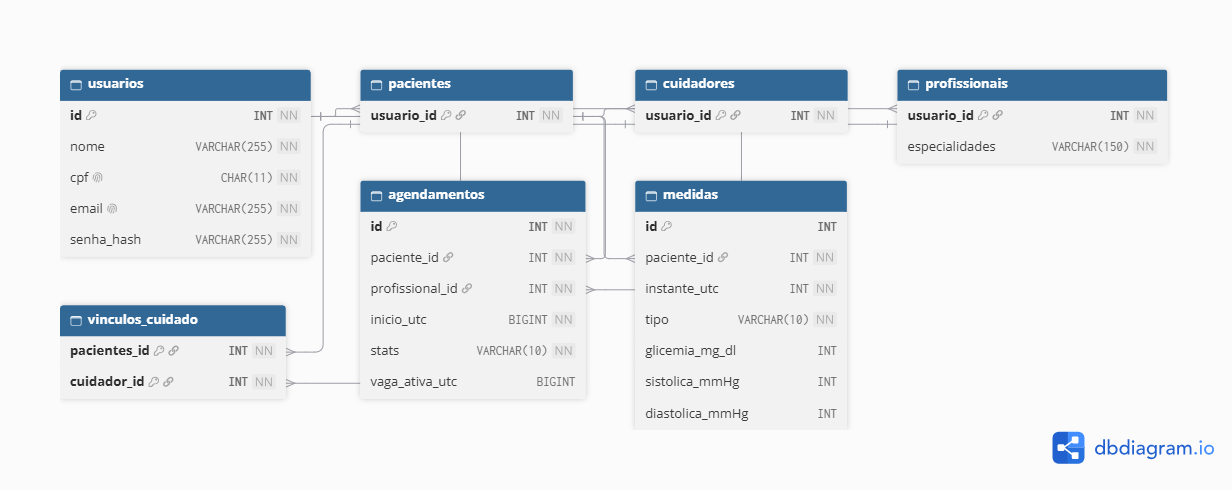 usuarios
id INT NN
nome VARCHAR(255) NN
cpf CHAR(11) NN
email VARCHAR(255) NN
senha_hash VARCHAR(255) NN
pacientes
usuario_id INT NN
cuidadores
usuario_id INT NN
profissionais
usuario_id INT NN
especialidades VARCHAR(150) NN
agendamentos
id INT NN
paciente_id INT NN
profissional_id INT NN
inicio_utc BIGINT NN
stats VARCHAR(10) NN
vaga_ativa_utc BIGINT
medidas
id INT
paciente_id INT NN
instante_utc INT NN
tipo VARCHAR(10) NN
glicemia_mg_dl INT
sistolica_mmHg INT
diastolica_mmHg INT
vinculos_cuidado
pacientes_id INT NN
cuidador_id INT NN
dbdiagram.io